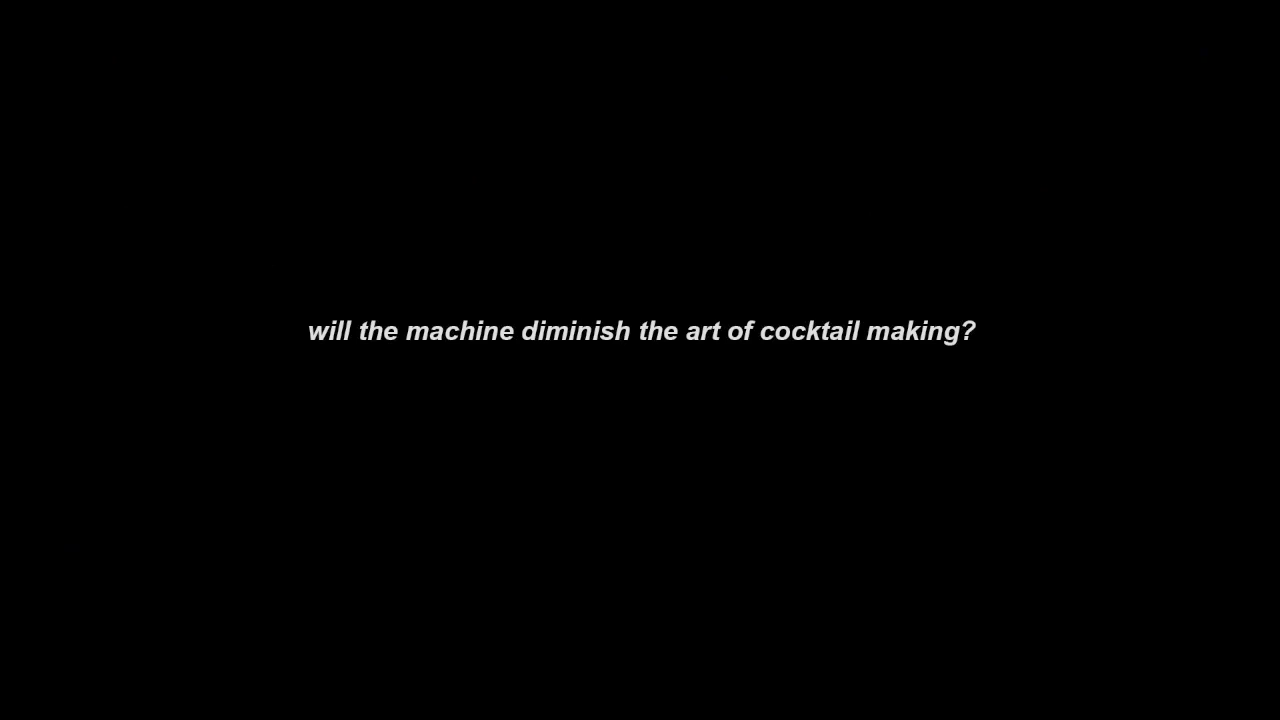 will the machine diminish the art of cocktail making?